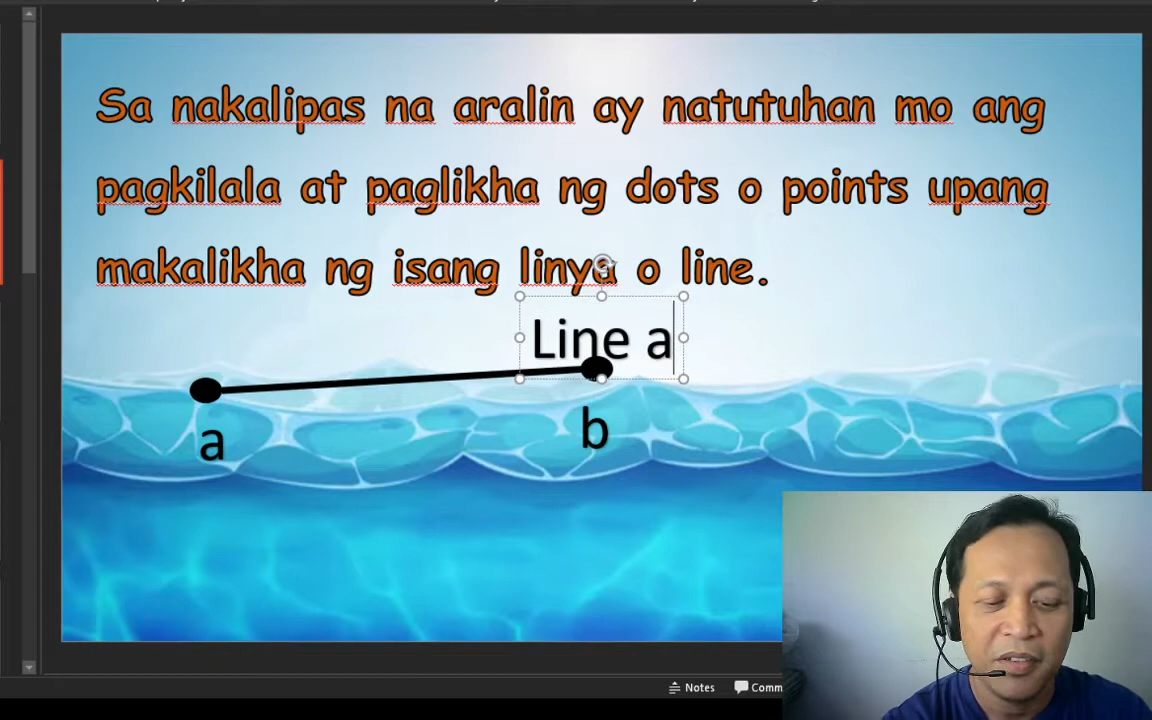 Sa nakalipas na aralin ay natutuhan mo ang
pagkilala at paglikha ng dots o points upang
makalikha ng isang linya o line.
Line a
a
b
Notes
Comm